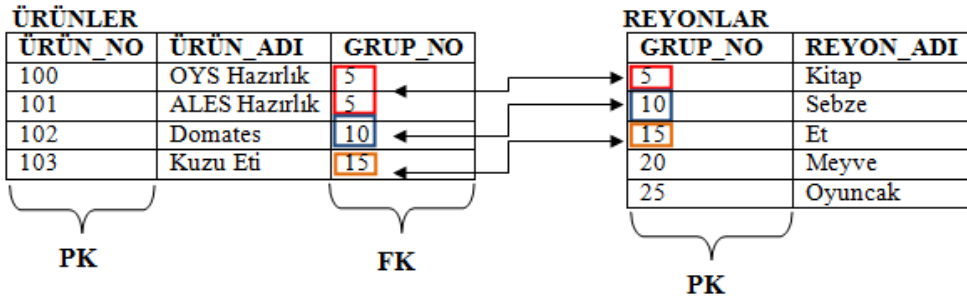 ÜRÜNLER
ÜRÜN_NO ÜRÜN_ADI GRUP_NO
100 OYS Hazırlık 5
101 ALES Hazırlık 5
102 Domates 10
103 Kuzu Eti 15
PK
FK
REYONLAR
GRUP_NO REYON_ADI
5 Kitap
10 Sebze
15 Et
20 Meyve
25 Oyuncak
PK